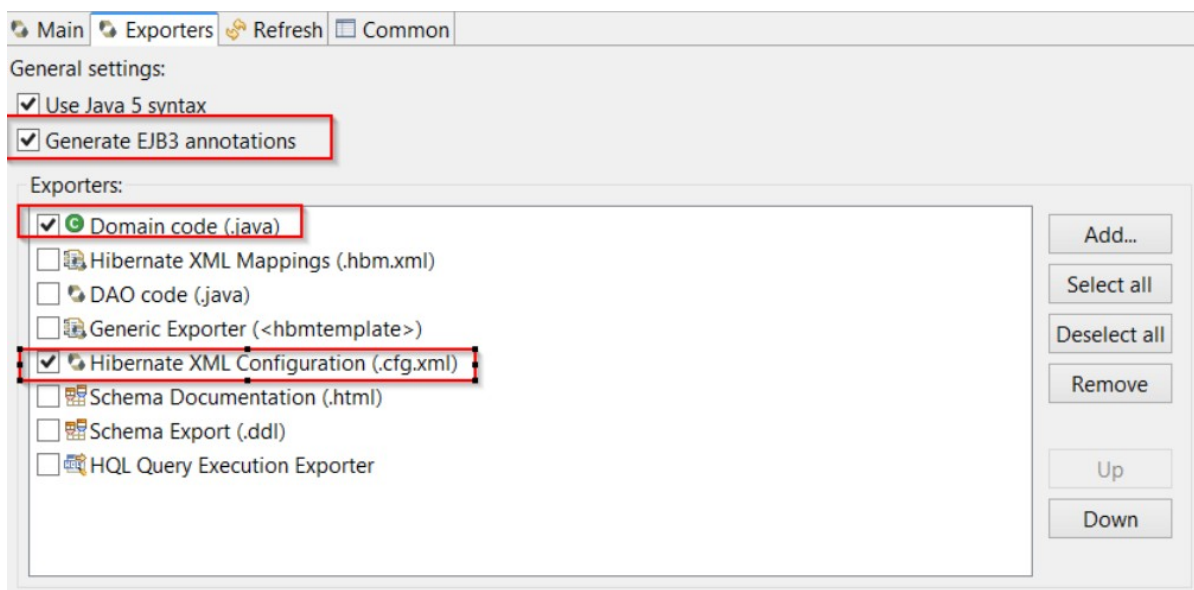 Main Exporters Refresh Common
General settings:
Use Java 5 syntax
Generate EJB3 annotations
Exporters:
Domain code (.java)
Hibernate XML Mappings (.hbm.xml)
DAO code (.java)
Generic Exporter (<hbmtemplate>)
Hibernate XML Configuration (.cfg.xml)
Schema Documentation (.html)
Schema Export (.ddl)
HQL Query Execution Exporter
Add...
Select all
Deselect all
Remove
Up
Down